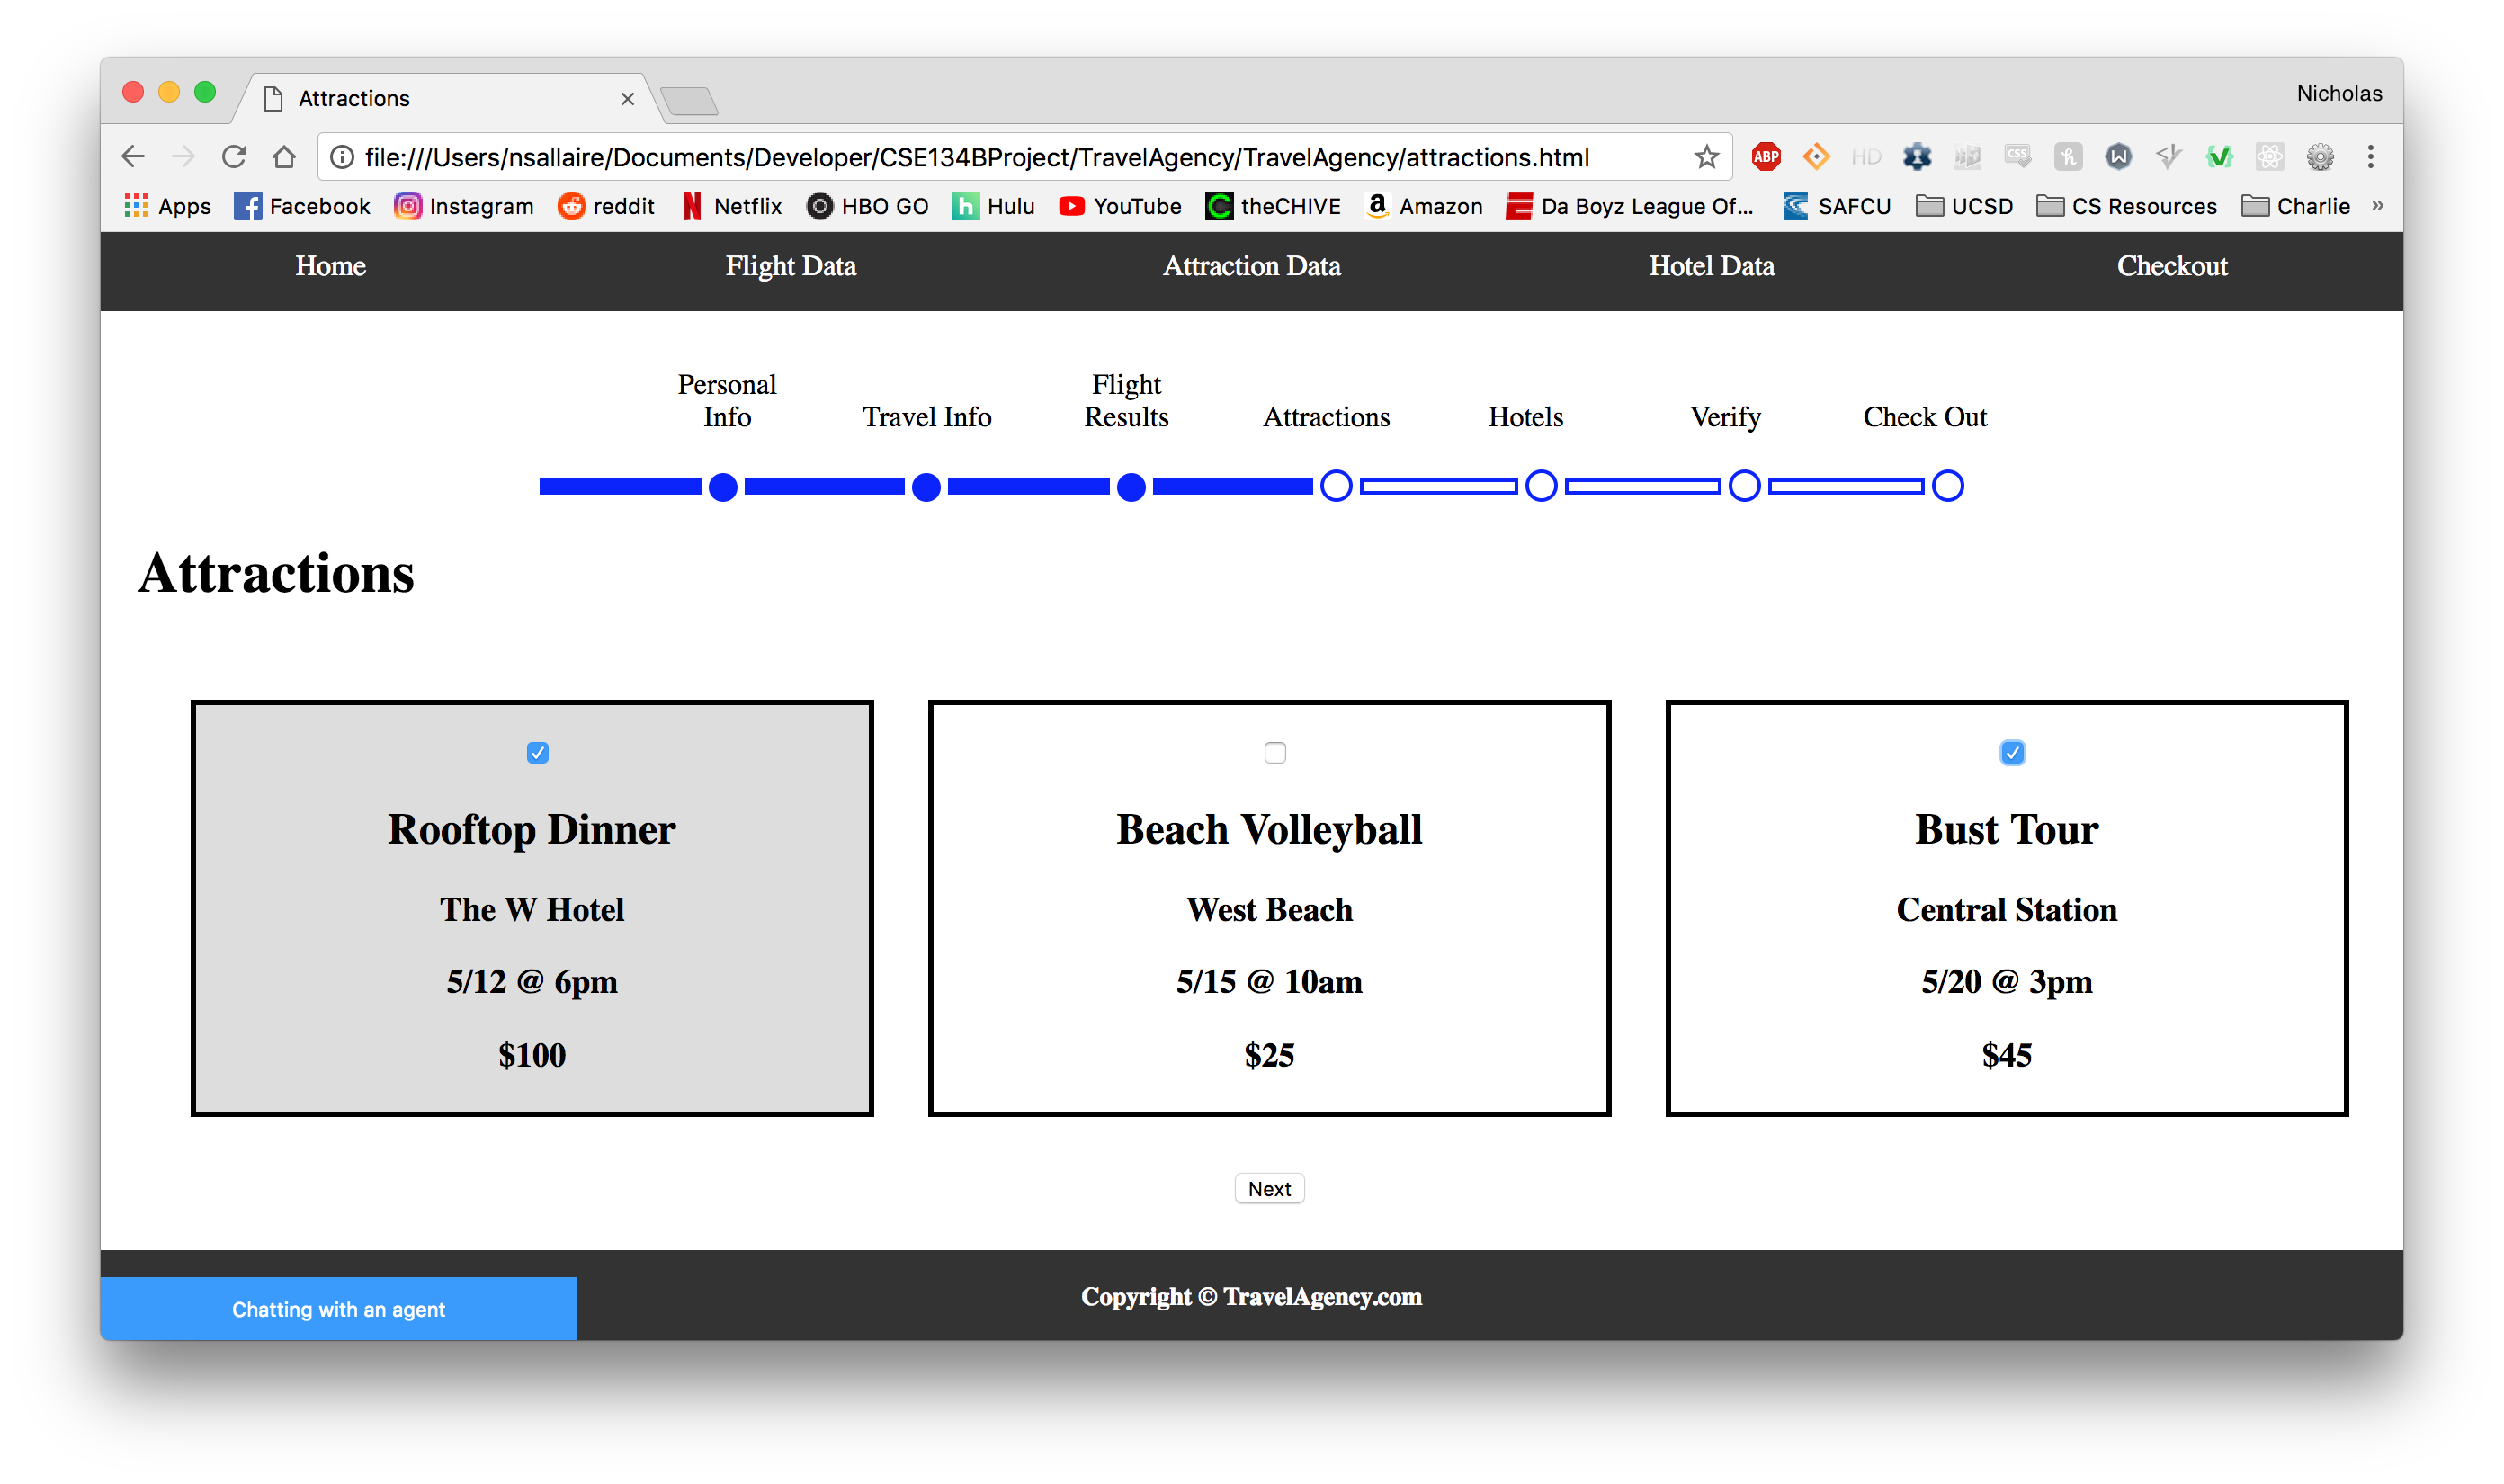 Attractions
Nicholas
file:///Users/nsallaire/Documents/Developer/CSE134BProject/TravelAgency/TravelAgency/attractions.html
ABP
HD
CSS
Apps Facebook Instagram reddit Netflix HBO GO Hulu YouTube theCHIVE Amazon Da Boyz League Of... SAFCU UCSD CS Resources Charlie »
Home Flight Data Attraction Data Hotel Data Checkout
Personal
Info
Travel Info
Flight
Results
Attractions
Hotels
Verify
Check Out
Attractions
Rooftop Dinner
The W Hotel
5/12 @ 6pm
$100
Beach Volleyball
West Beach
5/15 @ 10am
$25
Bust Tour
Central Station
5/20 @ 3pm
$45
Next
Chatting with an agent
Copyright © TravelAgency.com